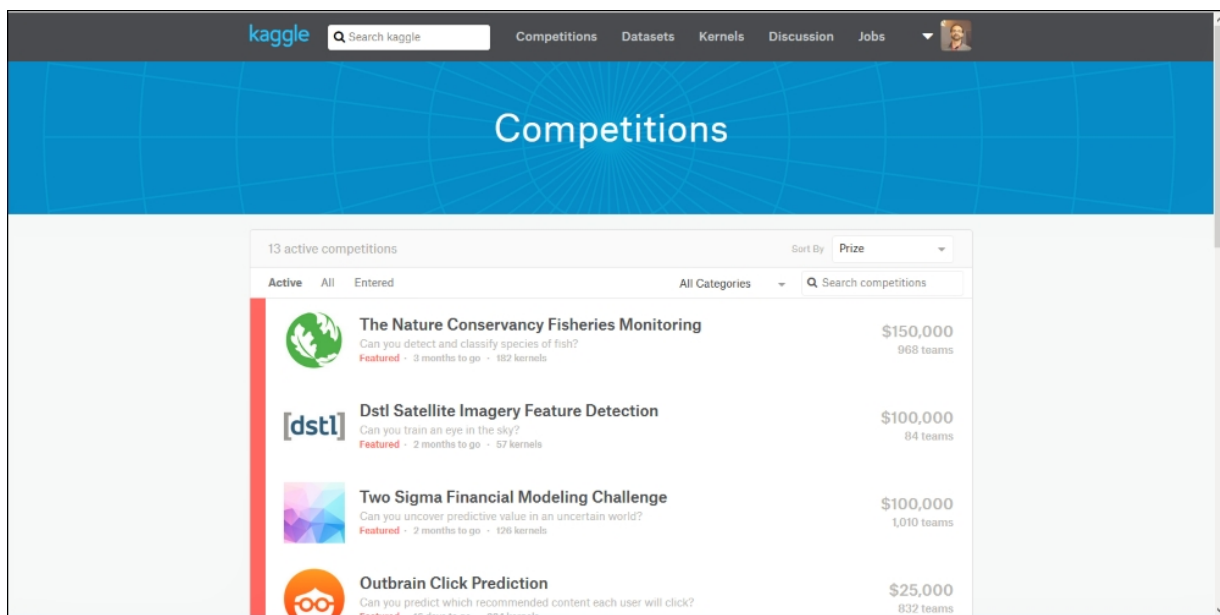 kaggle
Search kaggle
Competitions
Datasets
Kernels
Discussion
Jobs
Competitions
13 active competitions
Sort By
Prize
Active
All
Entered
All Categories
Search competitions
The Nature Conservancy Fisheries Monitoring
Can you detect and classify species of fish?
Featured · 3 months to go · 182 kernels
$150,000
968 teams
[dstl]
Dstl Satellite Imagery Feature Detection
Can you train an eye in the sky?
Featured · 2 months to go · 57 kernels
$100,000
84 teams
Two Sigma Financial Modeling Challenge
Can you uncover predictive value in an uncertain world?
Featured · 2 months to go · 126 kernels
$100,000
1,010 teams
Outbrain Click Prediction
Can you predict which recommended content each user will click?
$25,000
832 teams